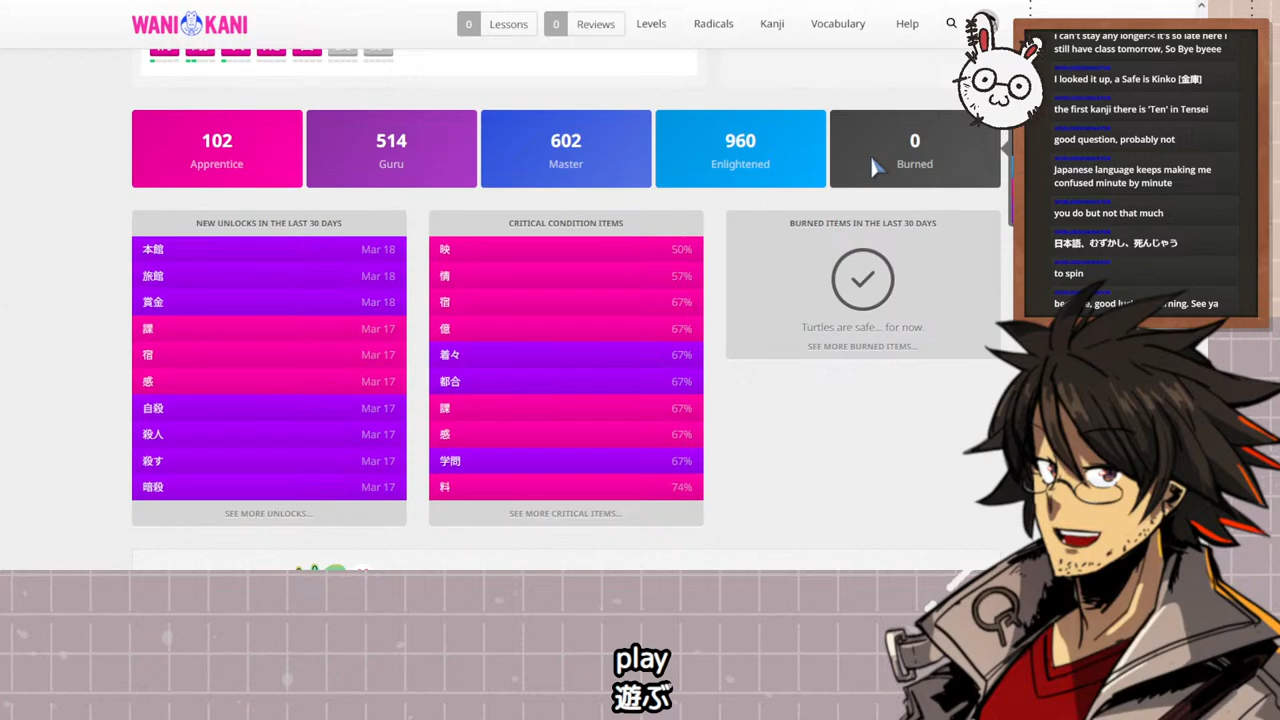 WANI KANI
0 Lessons
0 Reviews
Levels
Radicals
Kanji
Vocabulary
Help
102
Apprentice
514
Guru
602
Master
960
Enlightened
0
Burned
NEW UNLOCKS IN THE LAST 30 DAYS
本館 Mar 18
旅館 Mar 18
賞金 Mar 18
課 Mar 17
宿 Mar 17
感 Mar 17
自殺 Mar 17
殺人 Mar 17
殺す Mar 17
暗殺 Mar 17
SEE MORE UNLOCKS...
CRITICAL CONDITION ITEMS
映 50%
情 57%
宿 67%
億 67%
着々 67%
都合 67%
課 67%
感 67%
学問 67%
料 74%
SEE MORE CRITICAL ITEMS...
BURNED ITEMS IN THE LAST 30 DAYS
Turtles are safe... for now.
SEE MORE BURNED ITEMS...
I can't stay any longer:< it's so late here I
still have class tomorrow, So Bye byeee
I looked it up, a Safe is Kinko [金庫]
the first kanji there is 'Ten' in Tensei
good question, probably not
Japanese language keeps making me
confused minute by minute
you do but not that much
日本語、むずかし、死んじゃう
to spin
good See ya
play
遊ぶ